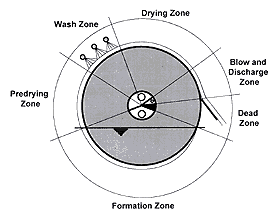 Drying Zone
Wash Zone
Blow and
Discharge
Zone
Predrying
Zone
Dead
Zone
Formation Zone